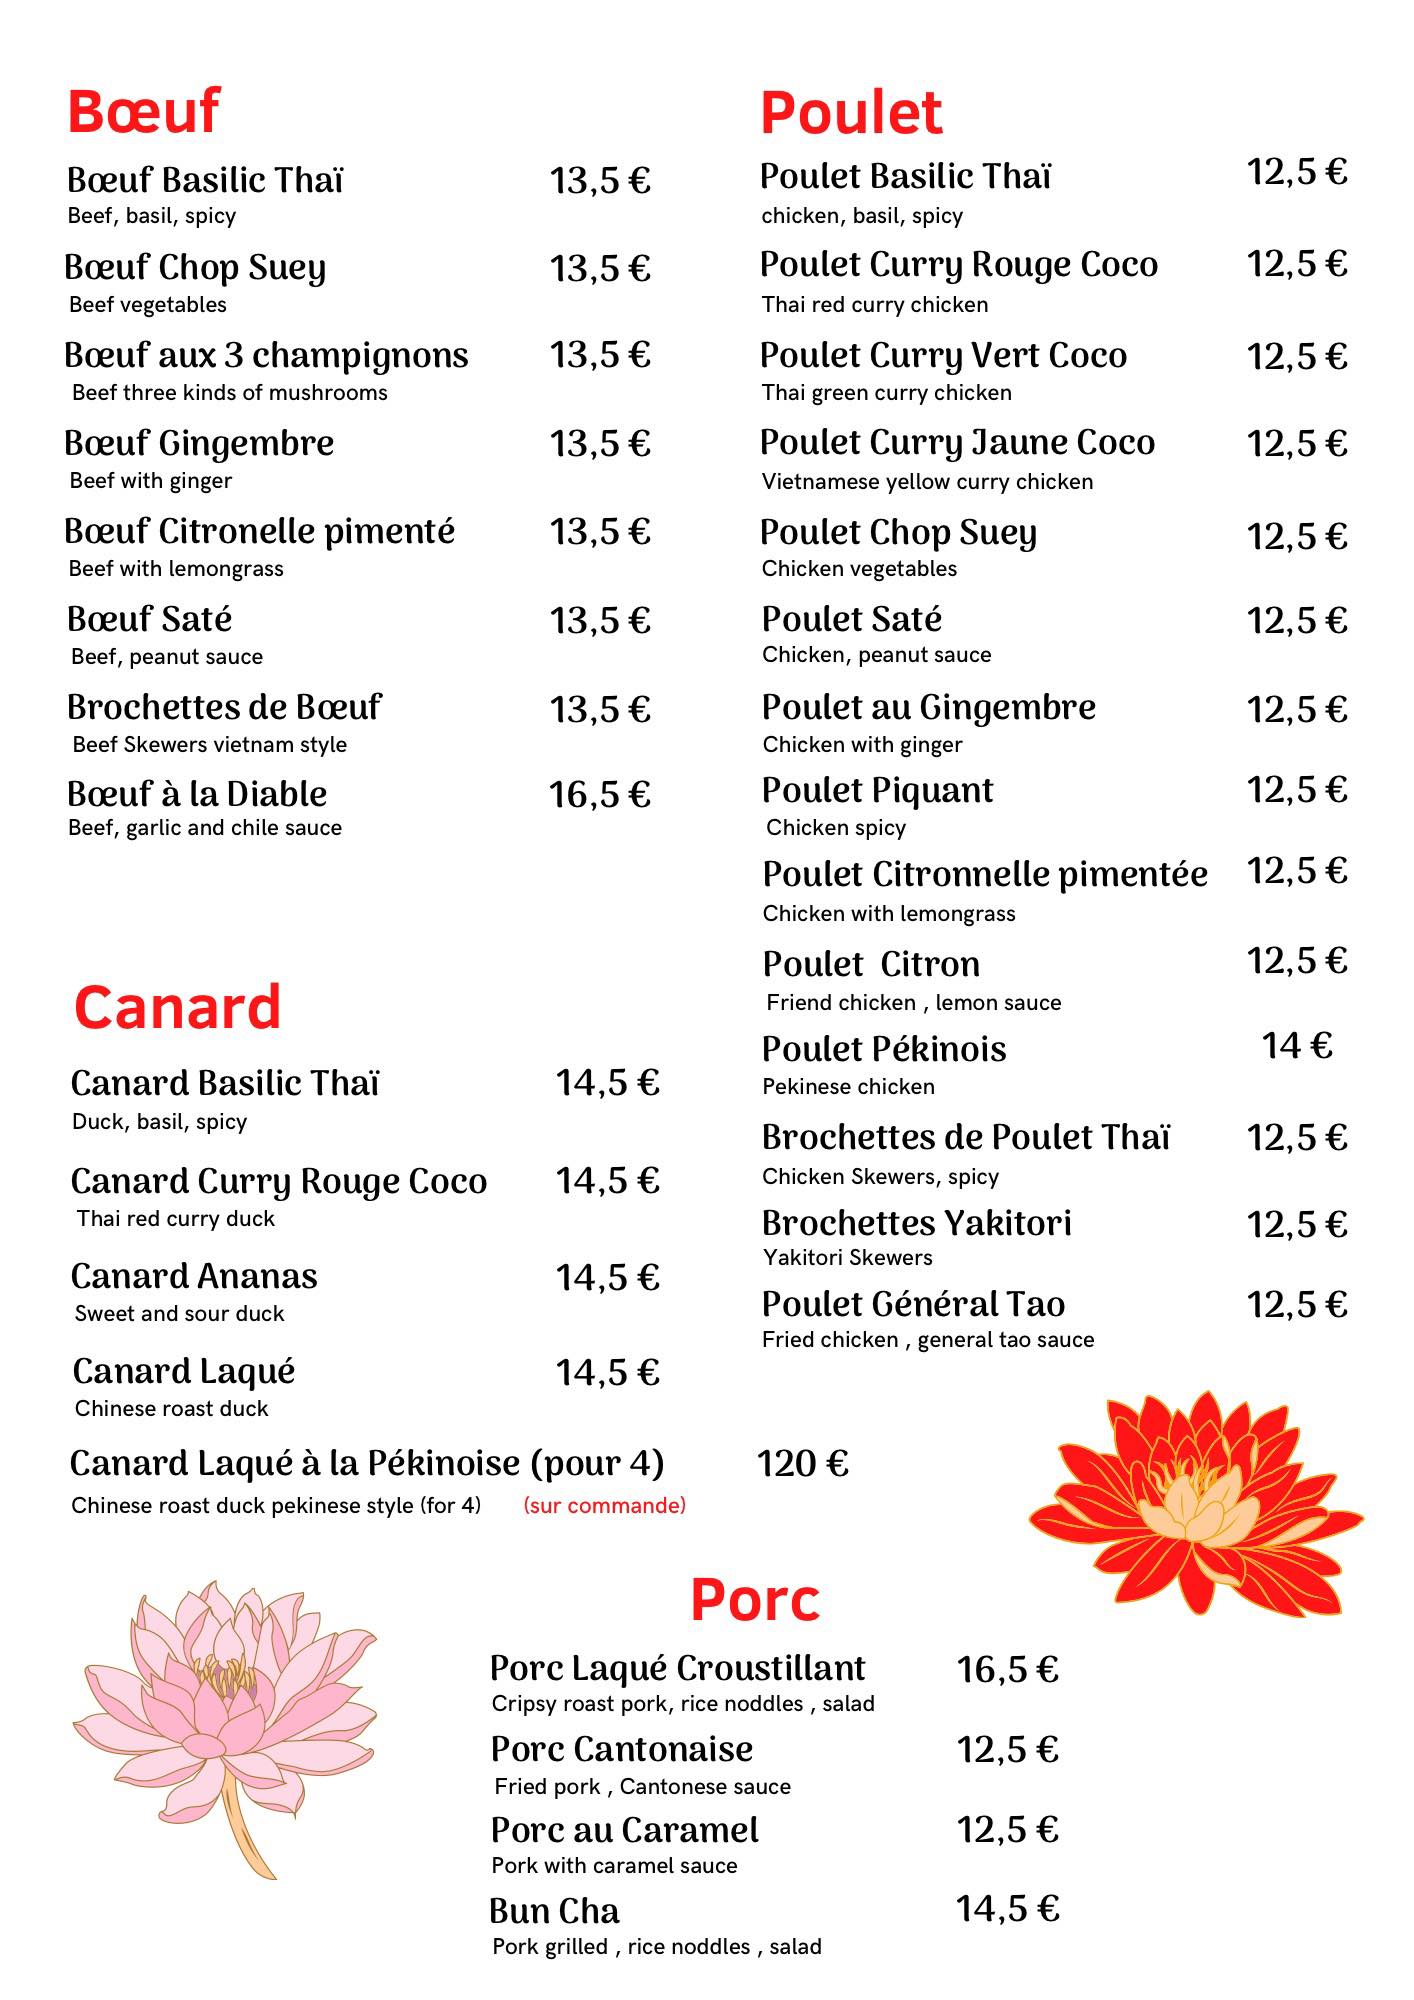 Bœuf
Bœuf Basilic Thaï 13,5 €
Beef, basil, spicy
Bœuf Chop Suey 13,5 €
Beef vegetables
Bœuf aux 3 champignons 13,5 €
Beef three kinds of mushrooms
Bœuf Gingembre 13,5 €
Beef with ginger
Bœuf Citronelle pimenté 13,5 €
Beef with lemongrass
Bœuf Saté 13,5 €
Beef, peanut sauce
Brochettes de Bœuf 13,5 €
Beef Skewers vietnam style
Bœuf à la Diable 16,5 €
Beef, garlic and chile sauce
Canard
Canard Basilic Thaï 14,5 €
Duck, basil, spicy
Canard Curry Rouge Coco 14,5 €
Thai red curry duck
Canard Ananas 14,5 €
Sweet and sour duck
Canard Laqué 14,5 €
Chinese roast duck
Canard Laqué à la Pékinoise (pour 4) 120 €
Chinese roast duck pekinese style (for 4) (sur commande)
Poulet
Poulet Basilic Thaï 12,5 €
chicken, basil, spicy
Poulet Curry Rouge Coco 12,5 €
Thai red curry chicken
Poulet Curry Vert Coco 12,5 €
Thai green curry chicken
Poulet Curry Jaune Coco 12,5 €
Vietnamese yellow curry chicken
Poulet Chop Suey 12,5 €
Chicken vegetables
Poulet Saté 12,5 €
Chicken, peanut sauce
Poulet au Gingembre 12,5 €
Chicken with ginger
Poulet Piquant 12,5 €
Chicken spicy
Poulet Citronnelle pimentée 12,5 €
Chicken with lemongrass
Poulet Citron 12,5 €
Friend chicken , lemon sauce
Poulet Pékinois 14 €
Pekinese chicken
Brochettes de Poulet Thaï 12,5 €
Chicken Skewers, spicy
Brochettes Yakitori 12,5 €
Yakitori Skewers
Poulet Général Tao 12,5 €
Fried chicken , general tao sauce
Porc
Porc Laqué Croustillant 16,5 €
Cripsy roast pork, rice noddles , salad
Porc Cantonaise 12,5 €
Fried pork , Cantonese sauce
Porc au Caramel 12,5 €
Pork with caramel sauce
Bun Cha 14,5 €
Pork grilled , rice noddles , salad